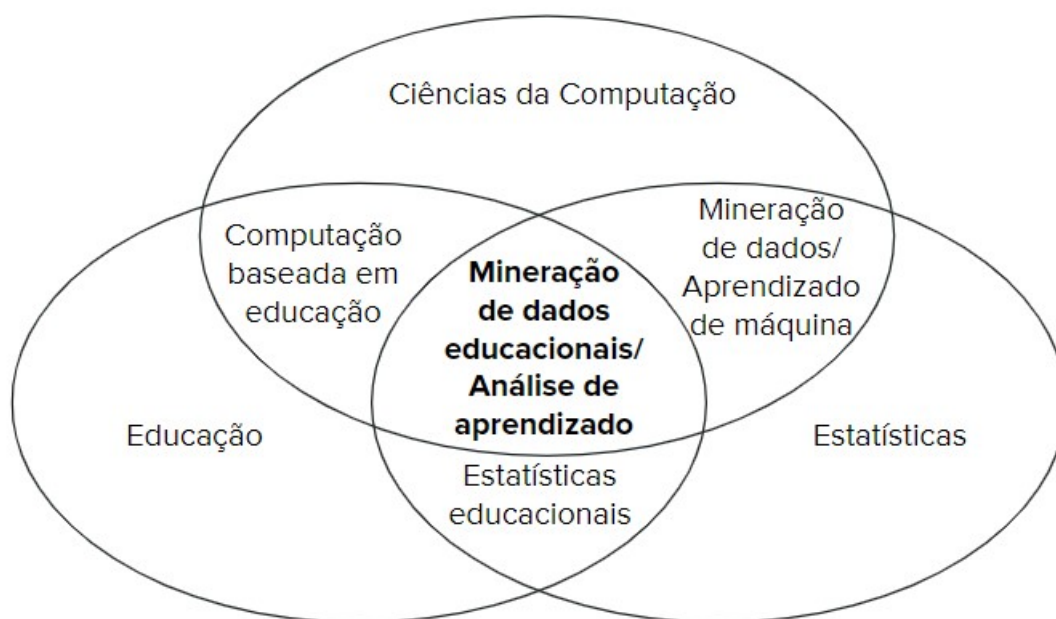 Ciências da Computação
Computação
baseada em
educação
Mineração
de dados
educacionais/
Análise de
aprendizado
Mineração
de dados/
Aprendizado
de máquina
Educação
Estatísticas
Estatísticas
educacionais